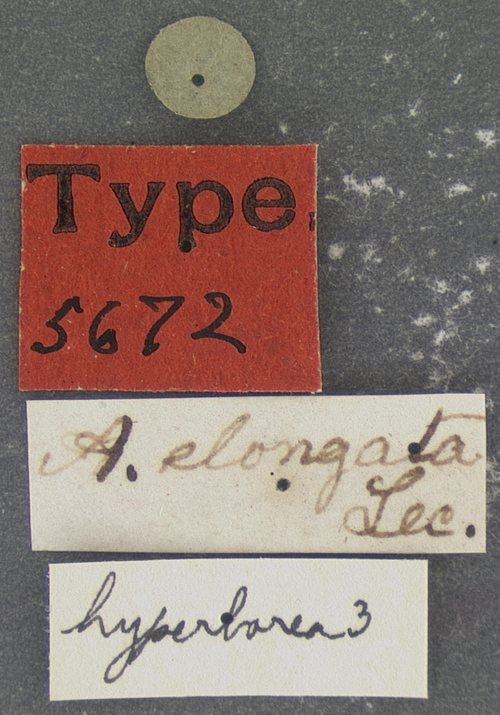 Type
5672
A. elongata
Lec.
hyperborea 3